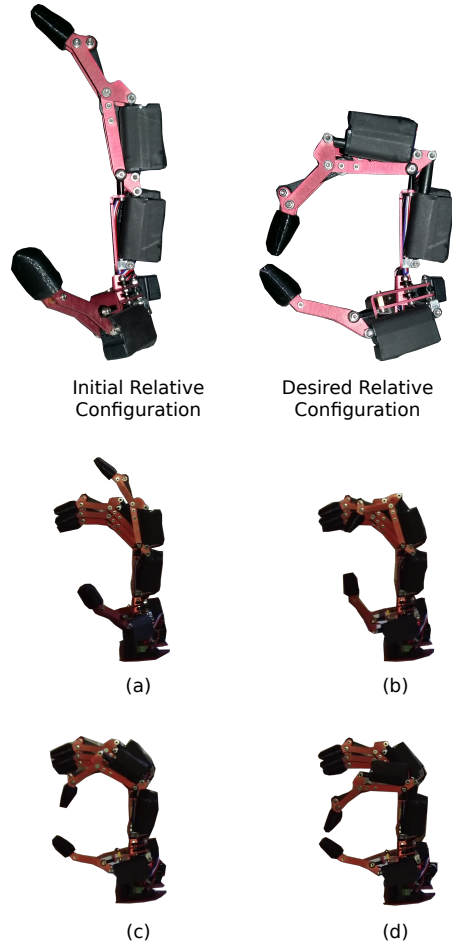 Initial Relative
Configuration
Desired Relative
Configuration
(a)
(b)
(c)
(d)